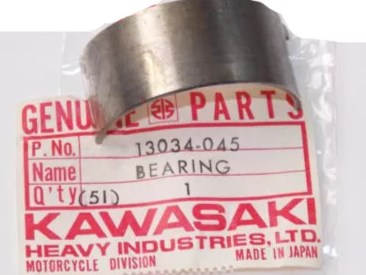 GENUINE PARTS
P. No. 13034-045
Name BEARING
Q'ty (51) 1
KAWASAKI
HEAVY INDUSTRIES, LTD.
MOTORCYCLE DIVISION MADE IN JAPAN